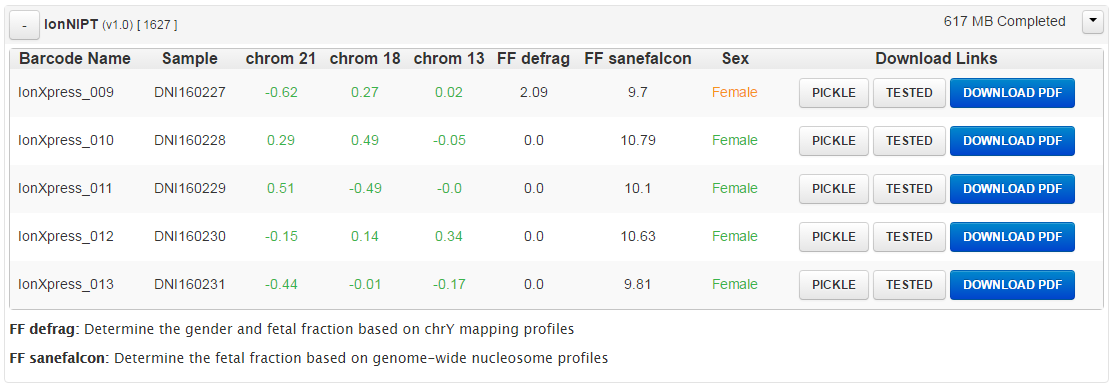 - IonNIPT (v1.0) [ 1627 ] 617 MB Completed
Barcode Name Sample chrom 21 chrom 18 chrom 13 FF defrag FF sanefalcon Sex Download Links
IonXpress_009 DNI160227 -0.62 0.27 0.02 2.09 9.7 Female PICKLE TESTED DOWNLOAD PDF
IonXpress_010 DNI160228 0.29 0.49 -0.05 0.0 10.79 Female PICKLE TESTED DOWNLOAD PDF
IonXpress_011 DNI160229 0.51 -0.49 -0.0 0.0 10.1 Female PICKLE TESTED DOWNLOAD PDF
IonXpress_012 DNI160230 -0.15 0.14 0.34 0.0 10.63 Female PICKLE TESTED DOWNLOAD PDF
IonXpress_013 DNI160231 -0.44 -0.01 -0.17 0.0 9.81 Female PICKLE TESTED DOWNLOAD PDF
FF defrag: Determine the gender and fetal fraction based on chrY mapping profiles
FF sanefalcon: Determine the fetal fraction based on genome-wide nucleosome profiles